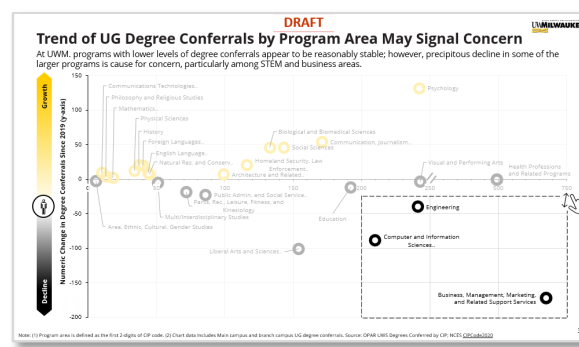 DRAFT
UWMILWAUKEE
Trend of UG Degree Conferrals by Program Area May Signal Concern
At UWM, programs with lower levels of degree conferrals appear to be reasonably stable; however, precipitous decline in some of the
larger programs is cause for concern, particularly among STEM and business areas.
Growth
Decline
Numeric Change in Degree Conferrals Since 2019 (y-axis)
150
100
50
0
-50
-100
-150
-200
50
100
150
200
250
500
750
Communications Technologies..
Philosophy and Religious Studies
Mathematics..
Physical Sciences
History
Foreign Languages..
English Language..
Natural Res. and Conserv..
Biological and Biomedical Sciences
Communication, Journalism..
Social Sciences
Homeland Security, Law
Enforcement..
Architecture and Related..
Psychology
Visual and Performing Arts
Health Professions
and Related Programs
Public Admin. and Social Service..
Parks, Rec., Leisure, Fitness, and
Kinesiology
Multi/Interdisciplinary Studies
Area, Ethnic, Cultural, Gender Studies
Education
Liberal Arts and Sciences..
Engineering
Computer and Information
Sciences..
Business, Management, Marketing,
and Related Support Services
Note: (1) Program area is defined as the first 2-digits of CIP code. (2) Chart data includes Main campus and branch campus UG degree conferrals. Source: OPAR UWS Degrees Conferred by CIP; NCES CIPCode2020